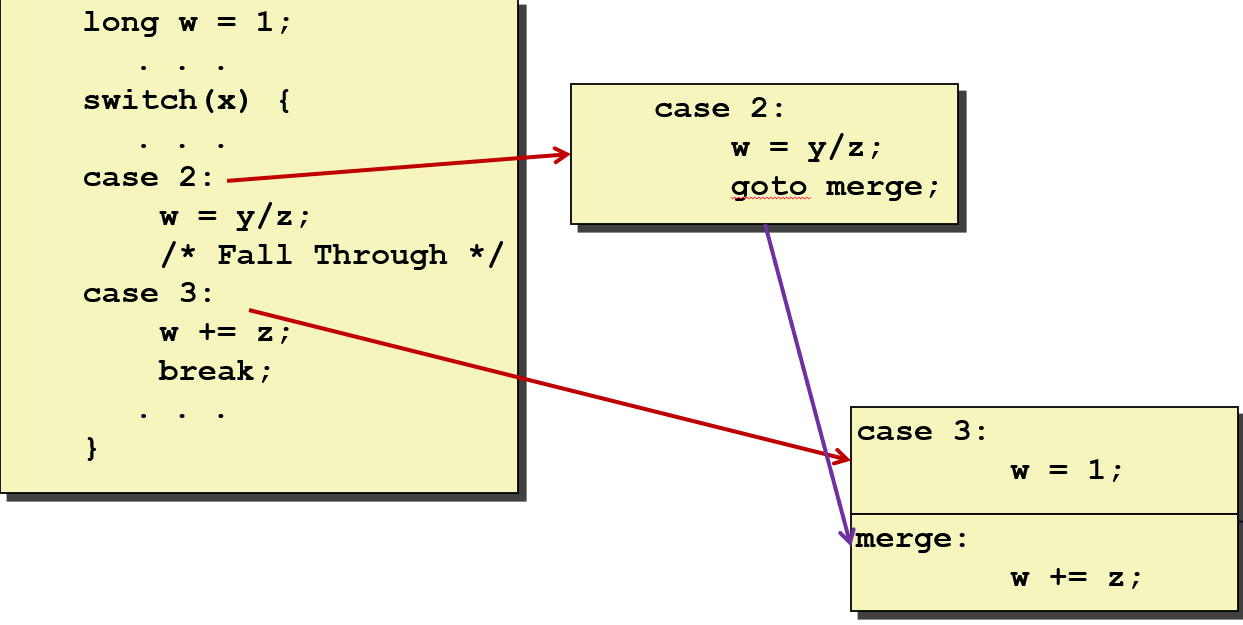 long w = 1;
. . .
switch(x) {
. . .
case 2:
w = y/z;
/* Fall Through */
case 3:
w += z;
break;
. . .
}
case 2:
w = y/z;
goto merge;
case 3:
w = 1;
merge:
w += z;